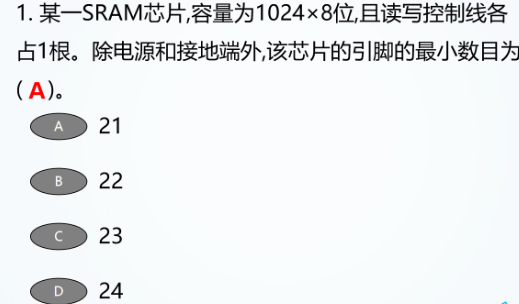 1. 某一SRAM芯片,容量为1024×8位,且读写控制线各
占1根。除电源和接地端外,该芯片的引脚的最小数目为
( A )。
A 21
B 22
C 23
D 24